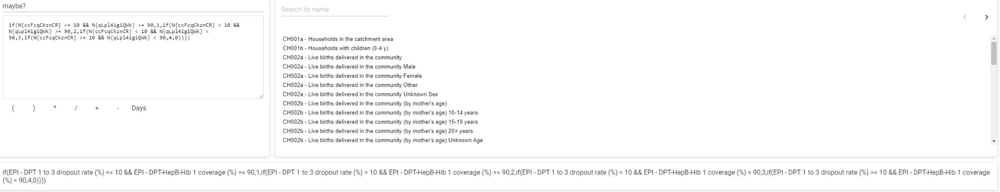 maybe?
if(N{ccFcqCkznCR} <= 10 && N{qLpl4igiQWk} >= 90,1,if(N{ccFcqCkznCR} > 10 &&
N{qLpl4igiQWk} >= 90,2,if(N{ccFcqCkznCR} < 10 && N{qLpl4igiQWk} <
90,3,if(N{ccFcqCkznCR} >= 10 && N{qLpl4igiQWk} < 90,4,0))))
( ) * / + - Days
Search by name
CH001a - Households in the catchment area
CH001b - Households with children (0-4 y)
CH002a - Live births delivered in the community
CH002a - Live births delivered in the community Male
CH002a - Live births delivered in the community Female
CH002a - Live births delivered in the community Other
CH002a - Live births delivered in the community Unknown Sex
CH002b - Live births delivered in the community (by mother's age)
CH002b - Live births delivered in the community (by mother's age) 10-14 years
CH002b - Live births delivered in the community (by mother's age) 15-19 years
CH002b - Live births delivered in the community (by mother's age) 20+ years
CH002b - Live births delivered in the community (by mother's age) Unknown Age
if(EPI - DPT 1 to 3 dropout rate (%) <= 10 && EPI - DPT-HepB-Hib 1 coverage (%) >= 90,1,if(EPI - DPT 1 to 3 dropout rate (%) > 10 && EPI - DPT-HepB-Hib 1 coverage (%) >= 90,2,if(EPI - DPT 1 to 3 dropout rate (%) < 10 && EPI - DPT-HepB-Hib 1 coverage (%) < 90,3,if(EPI - DPT 1 to 3 dropout rate (%) >= 10 && EPI - DPT-HepB-Hib 1 coverage
(%) < 90,4,0))))